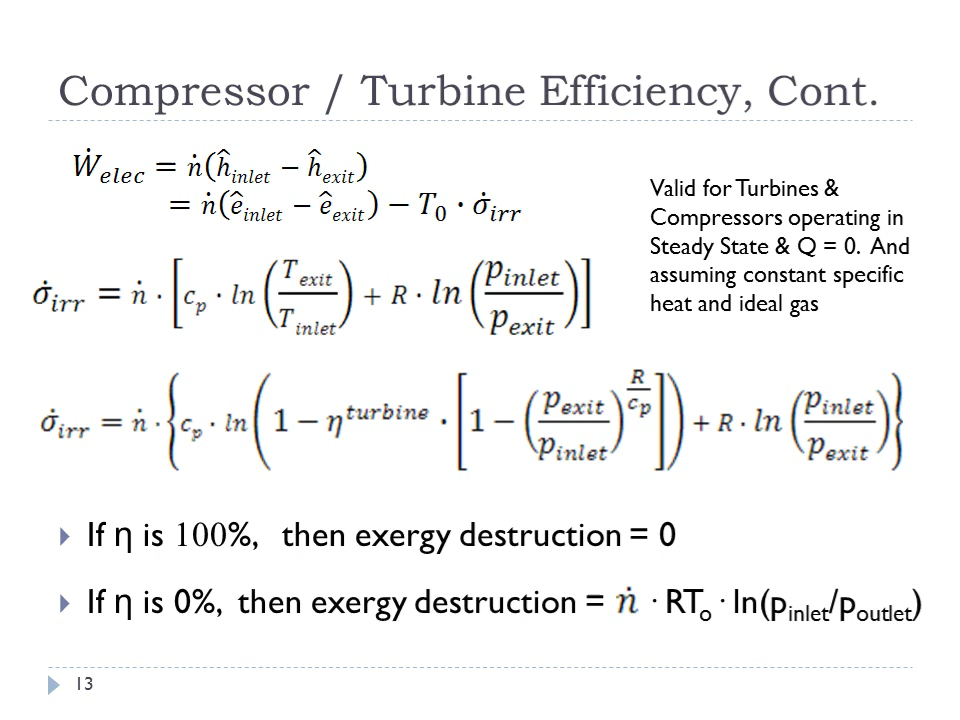 Compressor / Turbine Efficiency, Cont.
Ẇ_elec = ṅ(ĥ_inlet − ĥ_exit)
= ṅ(ê_inlet − ê_exit) − T_0 · σ̇_irr
Valid for Turbines &
Compressors operating in
Steady State & Q = 0. And
assuming constant specific
heat and ideal gas
σ̇_irr = ṅ · [c_p · ln(T_exit/T_inlet) + R · ln(p_inlet/p_exit)]
σ̇_irr = ṅ · {c_p · ln(1 − η^turbine · [1 − (p_exit/p_inlet)^(R/c_p)]) + R · ln(p_inlet/p_exit)}
If η is 100%, then exergy destruction = 0
If η is 0%, then exergy destruction = ṅ · RT_o · ln(p_inlet/p_outlet)
13